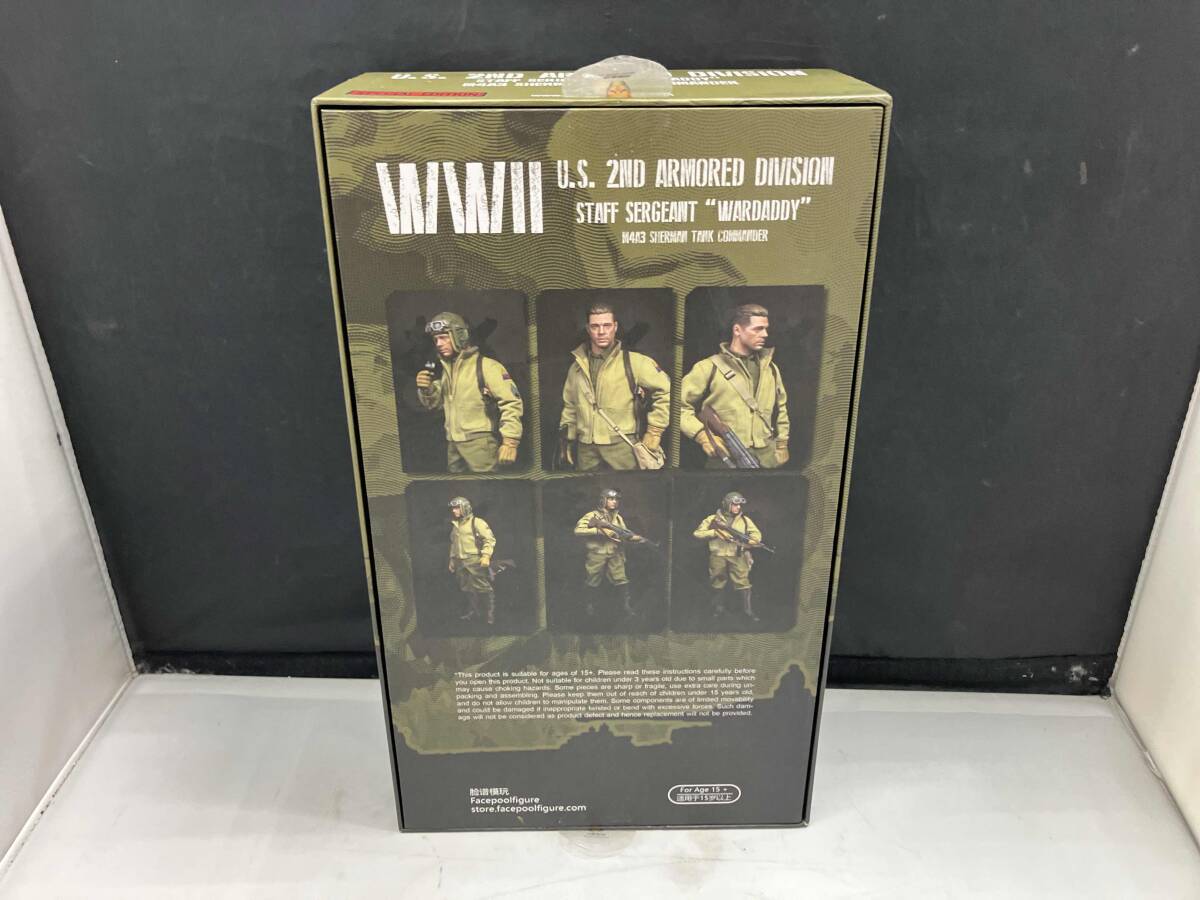 U.S. 2ND DIVISION
SPECIAL EDITION
WWII
U.S. 2ND ARMORED DIVISION
STAFF SERGEANT "WARDADDY"
M4A3 SHERMAN TANK COMMANDER
"This product is suitable for ages of 15+. Please read these instructions carefully before
you open this product. Not suitable for children under 3 years old due to small parts which
may cause choking hazards. Some pieces are sharp or fragile, use extra care during un-
packing and assembling. Please keep them out of reach of children under 15 years old,
and do not allow children to manipulate them. Some components are of limited movability
and could be damaged if inappropriate twisted or bend with excessive forces. Such dam-
age will not be considered as product defect and hence replacement will not be provided.
脸谱模玩
Facepoolfigure
store.facepoolfigure.com
For Age 15 +
适用于15岁以上